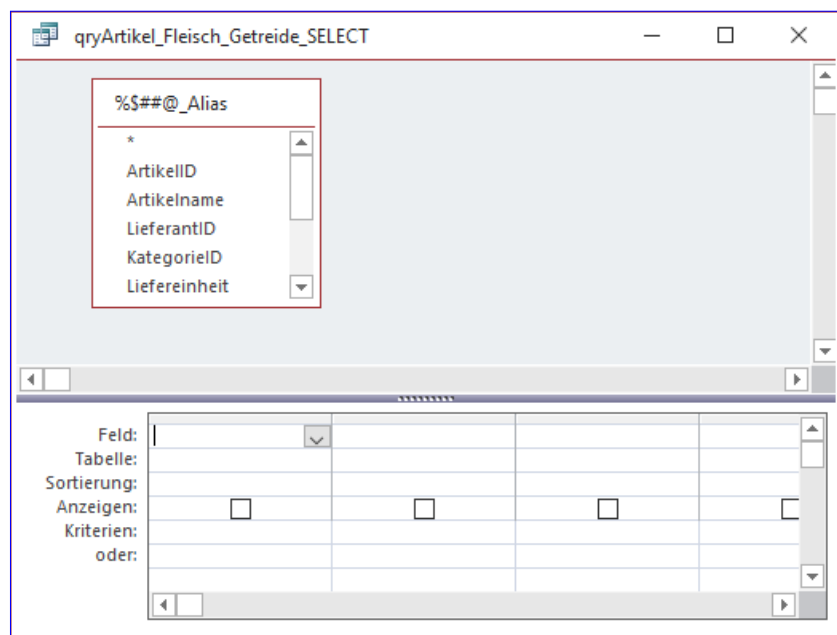 qryArtikel_Fleisch_Getreide_SELECT
%$##@_Alias
*
ArtikelID
Artikelname
LieferantID
KategorieID
Liefereinheit
Feld:
Tabelle:
Sortierung:
Anzeigen:
Kriterien:
oder: